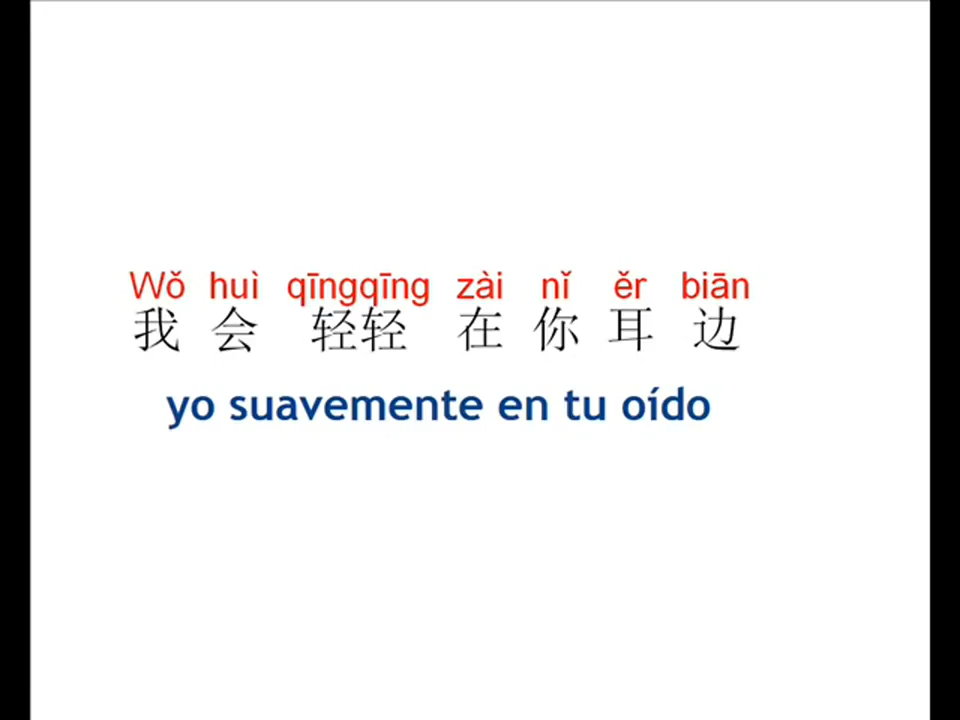 Wǒ huì qīngqīng zài nǐ ěr biān
我 会 轻轻 在 你 耳 边
yo suavemente en tu oído